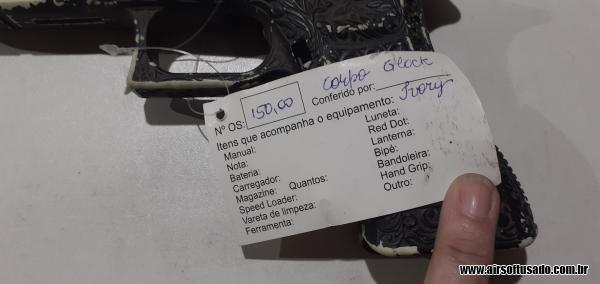 Corpo Glock
Nº OS: 150,00 Conferido por:
Ivory
Itens que acompanha o equipamento:
Manual:
Nota:
Bateria:
Carregador:
Magazine: Quantos:
Speed Loader:
Vareta de limpeza:
Ferramenta:
Luneta:
Red Dot:
Lanterna:
Bipé:
Bandoleira:
Hand Grip:
Outro:
www.airsoftusado.com.br